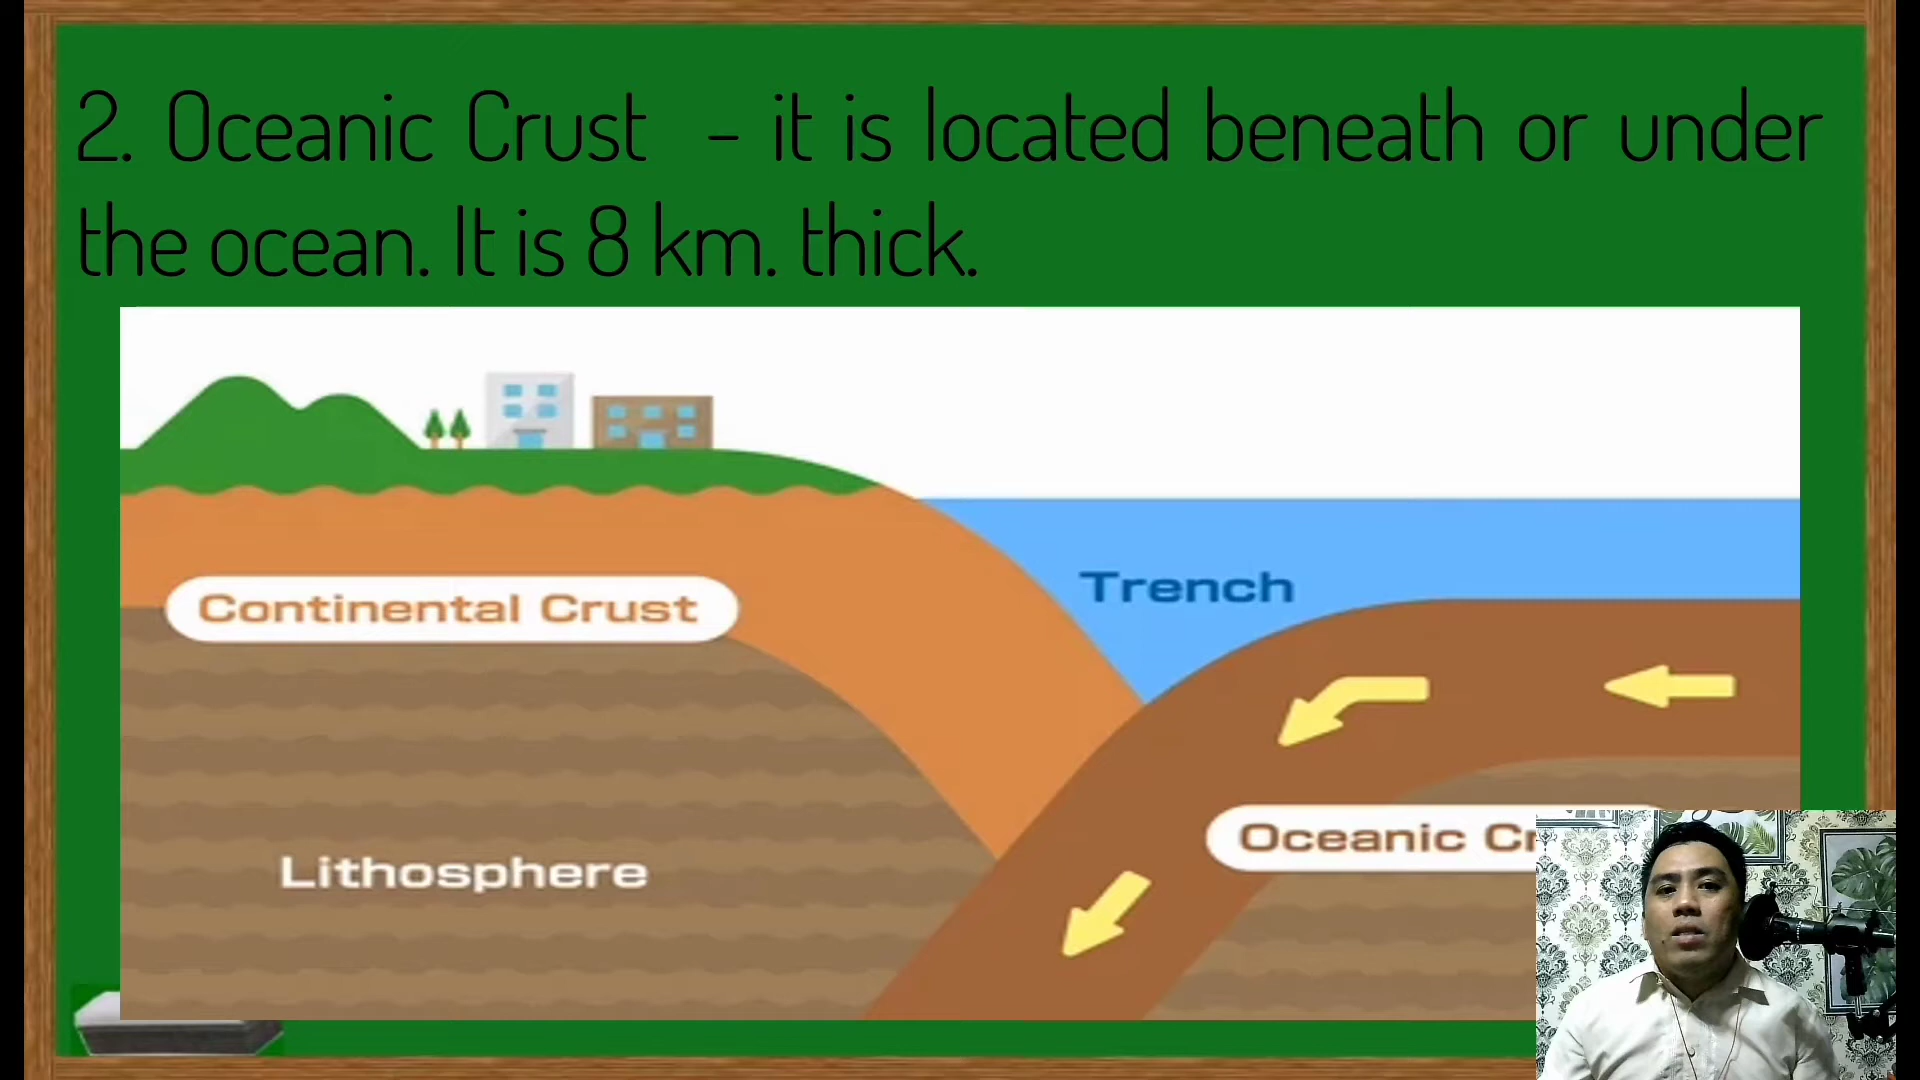 2. Oceanic Crust - it is located beneath or under
the ocean. It is 8 km. thick.
Trench
Continental Crust
Oceanic
Lithosphere